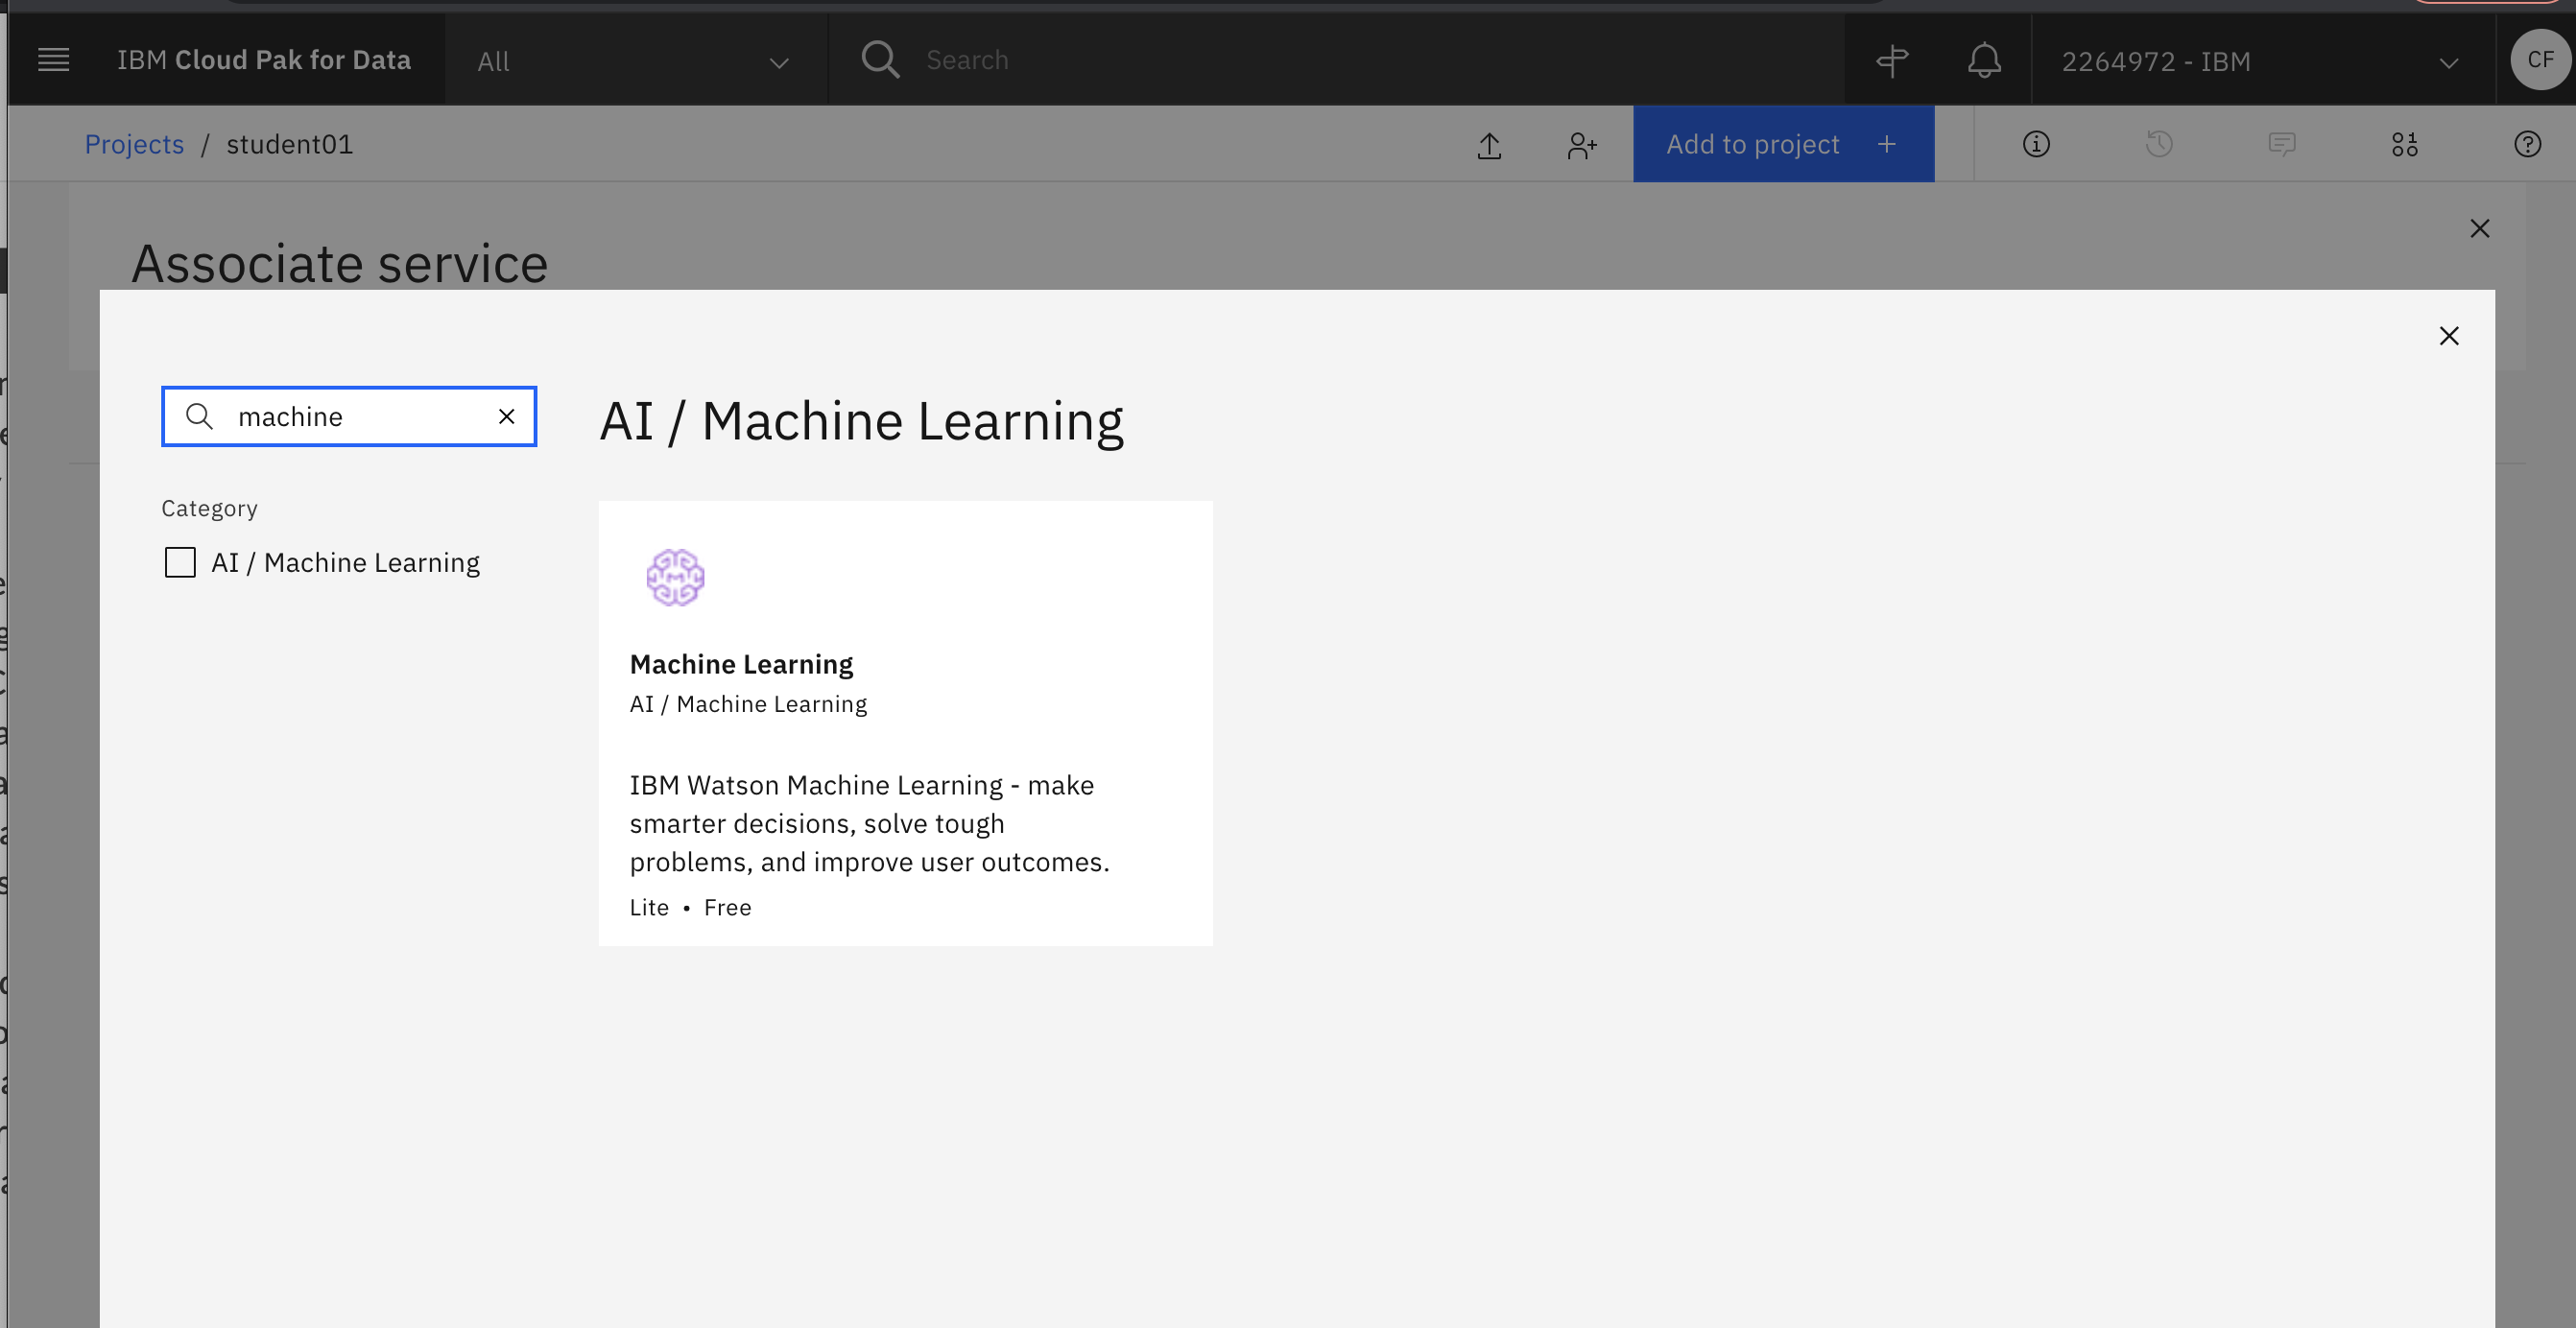 IBM Cloud Pak for Data
All
Search
2264972 - IBM
CF
Projects / student01
Add to project +
Associate service
machine
AI / Machine Learning
Category
AI / Machine Learning
Machine Learning
AI / Machine Learning
IBM Watson Machine Learning - make
smarter decisions, solve tough
problems, and improve user outcomes.
Lite • Free